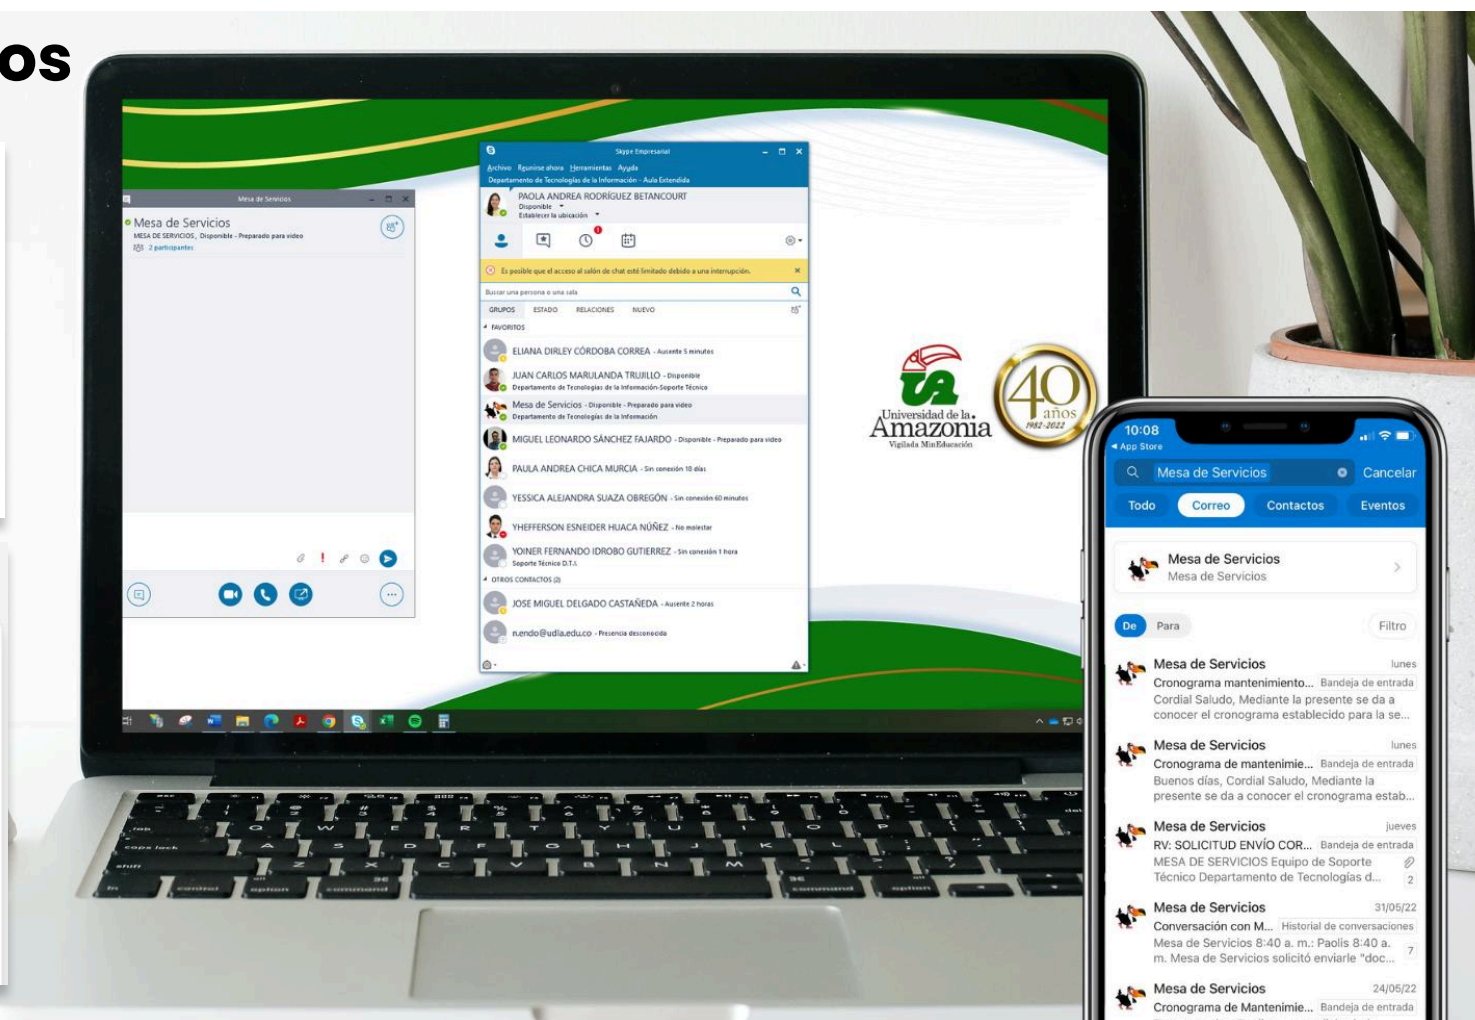 os
Mesa de Servicios
Mesa de Servicios
MESA DE SERVICIOS, Disponible - Preparado para video
2 participantes
Skype Empresarial
Archivo Reunirse ahora Herramientas Ayuda
Departamento de Tecnologías de la Información - Aula Extendida
PAOLA ANDREA RODRÍGUEZ BETANCOURT
Disponible
Establecer la ubicación
1
Es posible que el acceso al salón de chat esté limitado debido a una interrupción.
Buscar una persona o una sala
GRUPOS ESTADO RELACIONES NUEVO
FAVORITOS
ELIANA DIRLEY CÓRDOBA CORREA - Ausente 5 minutos
JUAN CARLOS MARULANDA TRUJILLO - Disponible
Departamento de Tecnologías de la Información-Soporte Técnico
Mesa de Servicios - Disponible - Preparado para video
Departamento de Tecnologías de la Información
MIGUEL LEONARDO SÁNCHEZ FAJARDO - Disponible - Preparado para video
PAULA ANDREA CHICA MURCIA - Sin conexión 10 días
YESSICA ALEJANDRA SUAZA OBREGÓN - Sin conexión 60 minutos
YHEFFERSON ESNEIDER HUACA NÚÑEZ - No molestar
YOINER FERNANDO IDROBO GUTIERREZ - Sin conexión 1 hora
Soporte Técnico D.T.I.
OTROS CONTACTOS (2)
JOSE MIGUEL DELGADO CASTAÑEDA - Ausente 2 horas
n.endo@udla.edu.co - Presencia desconocida
Universidad de la
Amazonia
Vigilada MinEducación
40
años
1982-2022
10:08
App Store
Mesa de Servicios Cancelar
Todo Correo Contactos Eventos
Mesa de Servicios
Mesa de Servicios
De Para Filtro
Mesa de Servicios lunes
Cronograma mantenimiento... Bandeja de entrada
Cordial Saludo, Mediante la presente se da a
conocer el cronograma establecido para la se...
Mesa de Servicios lunes
Cronograma de mantenimie... Bandeja de entrada
Buenos días, Cordial Saludo, Mediante la
presente se da a conocer el cronograma estab...
Mesa de Servicios jueves
RV: SOLICITUD ENVÍO COR... Bandeja de entrada
MESA DE SERVICIOS Equipo de Soporte
Técnico Departamento de Tecnologías d... 2
Mesa de Servicios 31/05/22
Conversación con M... Historial de conversaciones
Mesa de Servicios 8:40 a. m.: Paolis 8:40 a.
m. Mesa de Servicios solicitó enviarle "doc... 7
Mesa de Servicios 24/05/22
Cronograma de Mantenimie... Bandeja de entrada